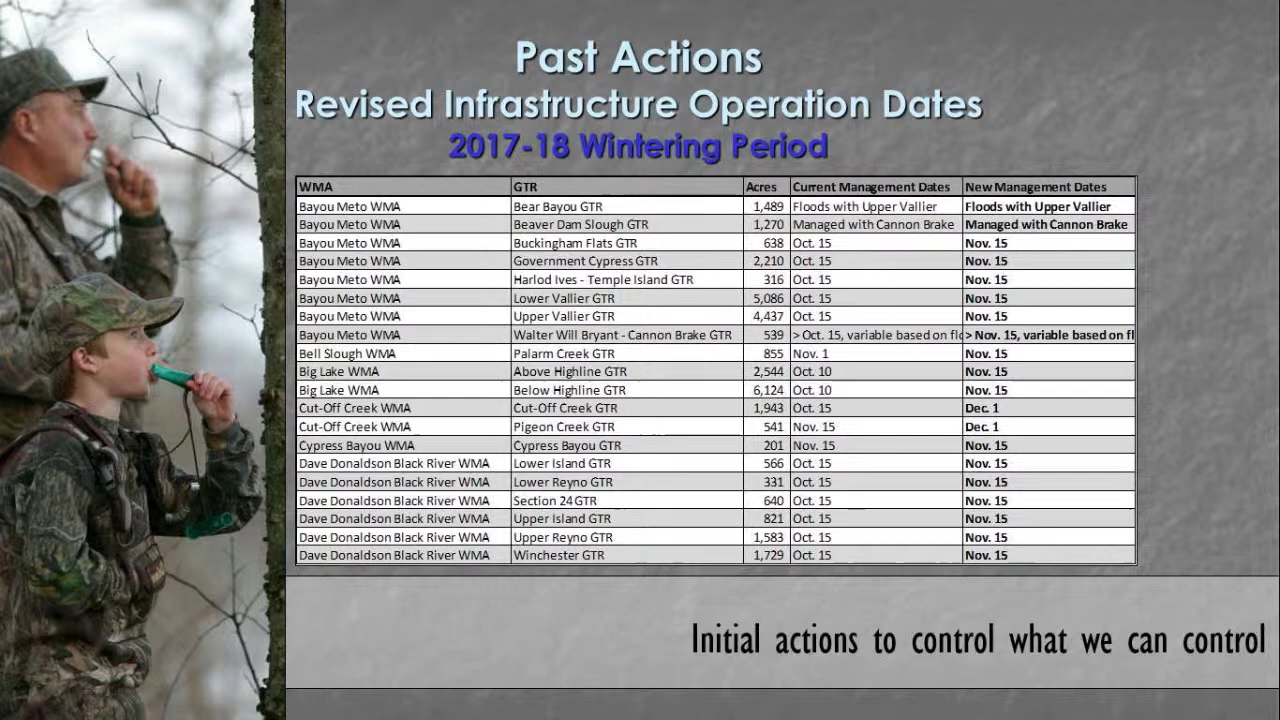 Past Actions
Revised Infrastructure Operation Dates
2017-18 Wintering Period
WMA GTR Acres Current Management Dates New Management Dates
Bayou Meto WMA Bear Bayou GTR 1,489 Floods with Upper Vallier Floods with Upper Vallier
Bayou Meto WMA Beaver Dam Slough GTR 1,270 Managed with Cannon Brake Managed with Cannon Brake
Bayou Meto WMA Buckingham Flats GTR 638 Oct. 15 Nov. 15
Bayou Meto WMA Government Cypress GTR 2,210 Oct. 15 Nov. 15
Bayou Meto WMA Harlod Ives - Temple Island GTR 316 Oct. 15 Nov. 15
Bayou Meto WMA Lower Vallier GTR 5,086 Oct. 15 Nov. 15
Bayou Meto WMA Upper Vallier GTR 4,437 Oct. 15 Nov. 15
Bayou Meto WMA Walter Will Bryant - Cannon Brake GTR 539 > Oct. 15, variable based on flo > Nov. 15, variable based on fl
Bell Slough WMA Palarm Creek GTR 855 Nov. 1 Nov. 15
Big Lake WMA Above Highline GTR 2,544 Oct. 10 Nov. 15
Big Lake WMA Below Highline GTR 6,124 Oct. 10 Nov. 15
Cut-Off Creek WMA Cut-Off Creek GTR 1,943 Oct. 15 Dec. 1
Cut-Off Creek WMA Pigeon Creek GTR 541 Nov. 15 Dec. 1
Cypress Bayou WMA Cypress Bayou GTR 201 Nov. 15 Nov. 15
Dave Donaldson Black River WMA Lower Island GTR 566 Oct. 15 Nov. 15
Dave Donaldson Black River WMA Lower Reyno GTR 331 Oct. 15 Nov. 15
Dave Donaldson Black River WMA Section 24 GTR 640 Oct. 15 Nov. 15
Dave Donaldson Black River WMA Upper Island GTR 821 Oct. 15 Nov. 15
Dave Donaldson Black River WMA Upper Reyno GTR 1,583 Oct. 15 Nov. 15
Dave Donaldson Black River WMA Winchester GTR 1,729 Oct. 15 Nov. 15
Initial actions to control what we can control